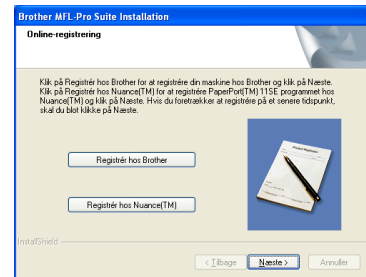 Brother MFL-Pro Suite Installation
Online-registrering
Klik på Registrér hos Brother for at registrére din maskine hos Brother og klik på Næste.
Klik på Registrér hos Nuance(TM) for at registrére PaperPort(TM) 11SE programmet hos
Nuance(TM) og klik på Næste. Hvis du foretrækker at registrére på et senere tidspunkt,
skal du blot klikke på Næste.
Registrér hos Brother
Registrér hos Nuance(TM)
InstallShield
< Tilbage
Næste >
Annuller